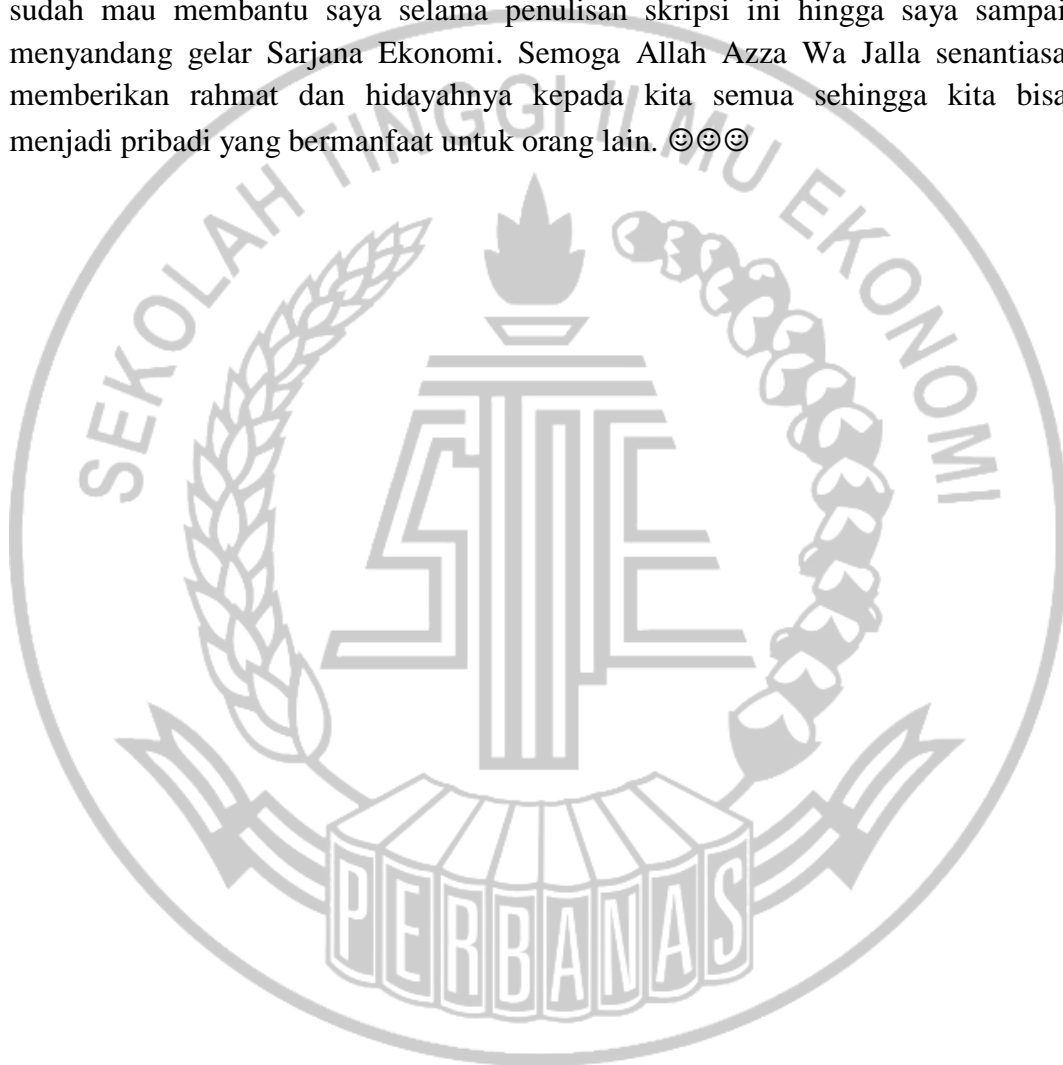 sudah mau membantu saya selama penulisan skripsi ini hingga saya sampai
menyandang gelar Sarjana Ekonomi. Semoga Allah Azza Wa Jalla senantiasa
memberikan rahmat dan hidayahnya kepada kita semua sehingga kita bisa
menjadi pribadi yang bermanfaat untuk orang lain. ☺☺☺
SEKOLAH TINGGI ILMU EKONOMI
STIE
PERBANAS